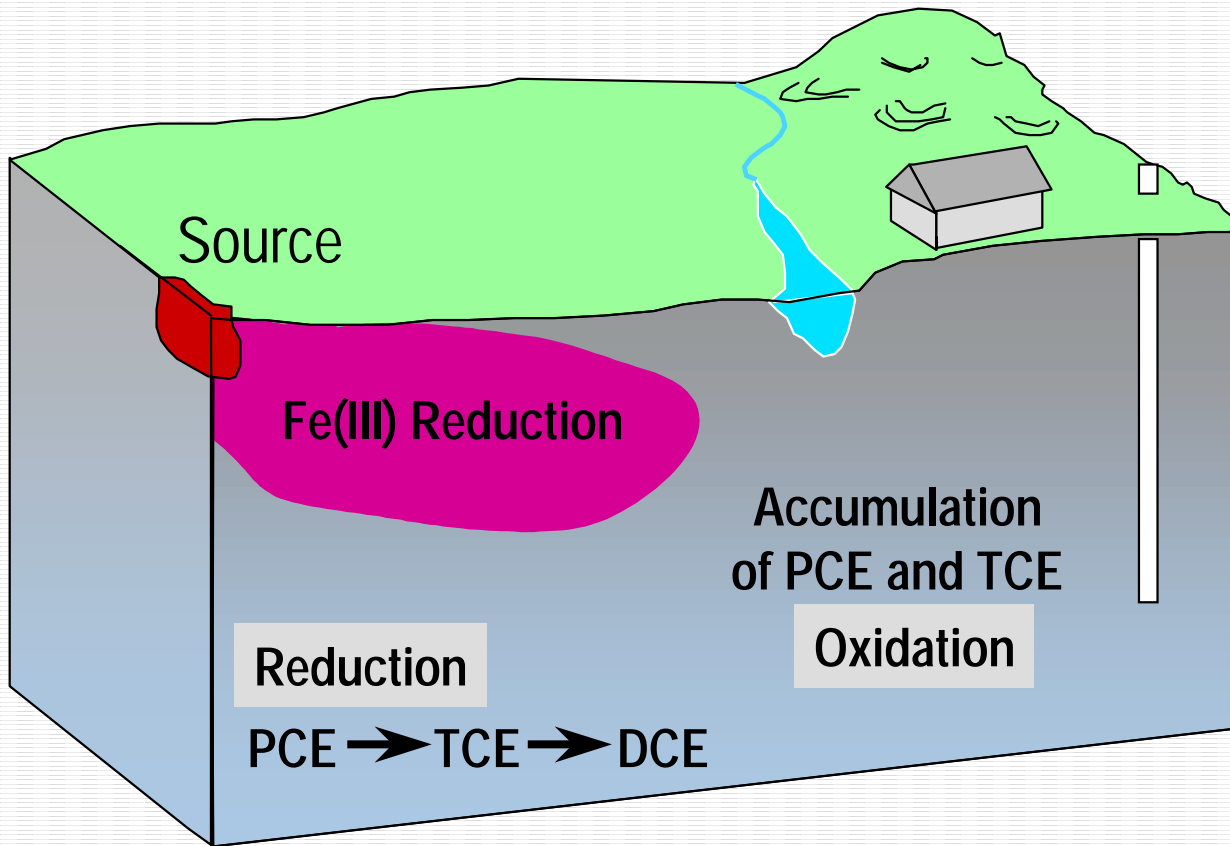 Source
Fe(III) Reduction
Accumulation
of PCE and TCE
Oxidation
Reduction
PCE → TCE → DCE